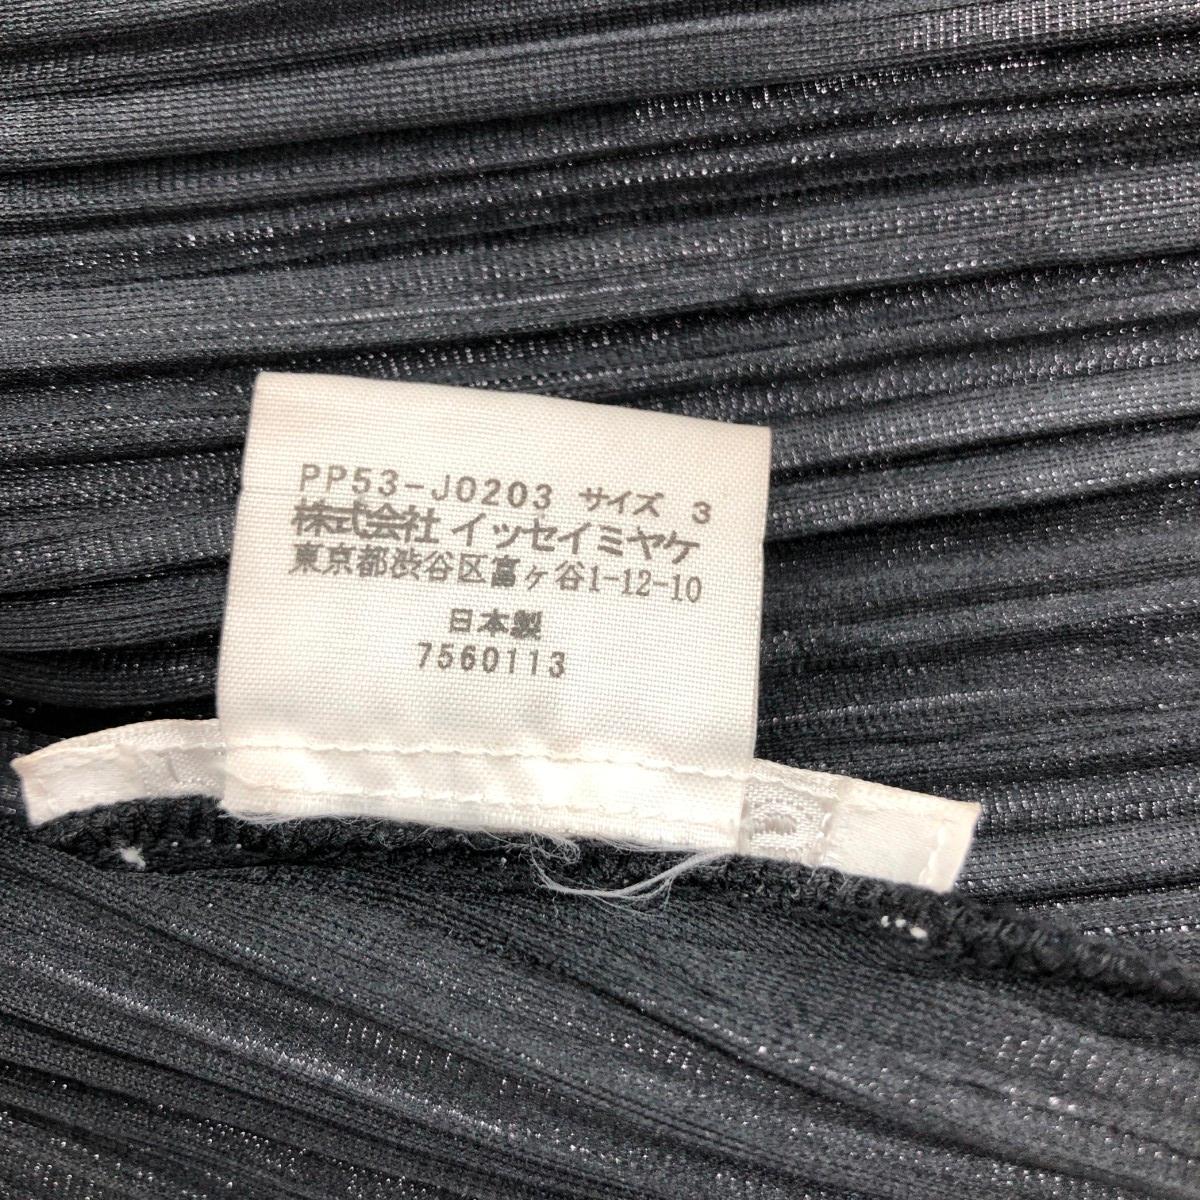 PP53-J0203 サイズ 3
株式会社 イッセイミヤケ
東京都渋谷区富ヶ谷1-12-10
日本製
7560113